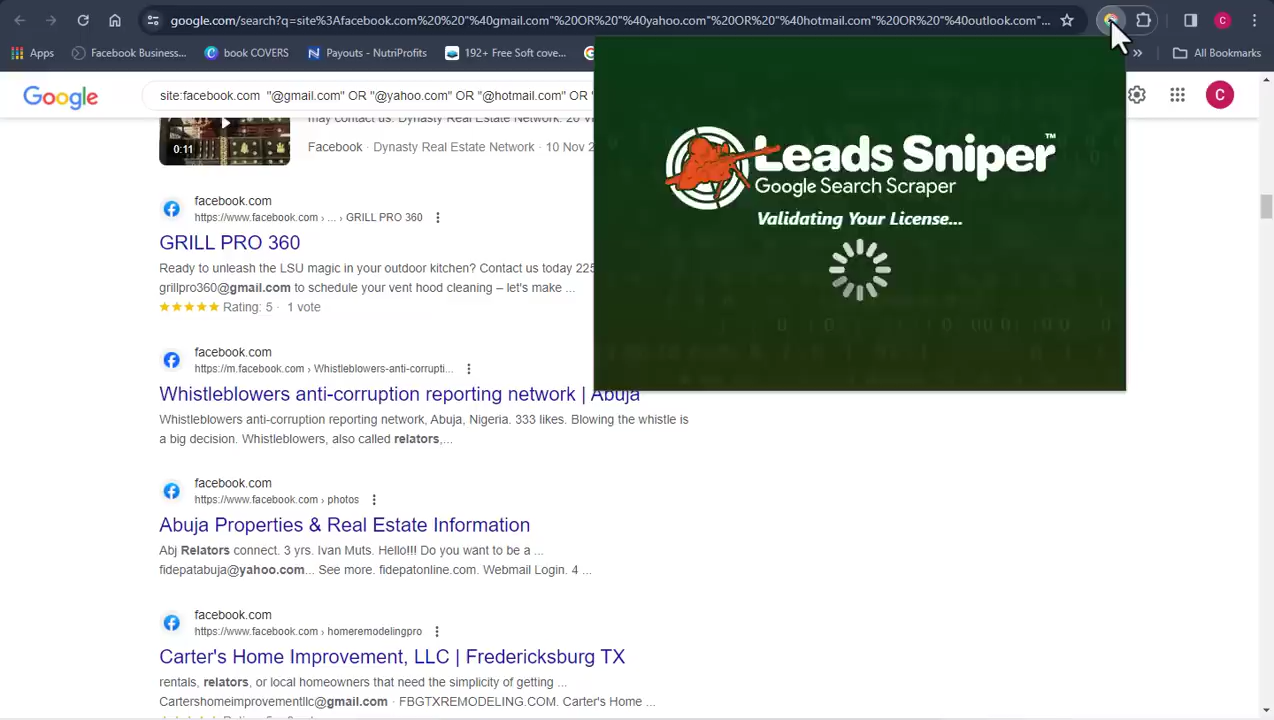 google.com/search?q=site%3Afacebook.com%20%20"%40gmail.com"%20OR"%40yahoo.com"%20OR"%40hotmail.com"%20OR"%40outlook.com"...
C
Apps
Facebook Business...
book COVERS
Payouts - NutriProfits
192+ Free Soft cove...
»
All Bookmarks
Google
site:facebook.com "@gmail.com" OR "@yahoo.com" OR "@hotmail.com" OR
C
may contact us. Dynasty Real Estate Network. 20 V
0:11
Facebook · Dynasty Real Estate Network · 10 Nov 2
Leads Sniper™
Google Search Scraper
Validating Your License...
facebook.com
https://www.facebook.com › ... › GRILL PRO 360
GRILL PRO 360
Ready to unleash the LSU magic in your outdoor kitchen? Contact us today 225
grillpro360@gmail.com to schedule your vent hood cleaning – let's make ...
Rating: 5 · 1 vote
facebook.com
https://m.facebook.com › Whistleblowers-anti-corrupti...
Whistleblowers anti-corruption reporting network | Abuja
Whistleblowers anti-corruption reporting network, Abuja, Nigeria. 333 likes. Blowing the whistle is
a big decision. Whistleblowers, also called relators,...
facebook.com
https://www.facebook.com › photos
Abuja Properties & Real Estate Information
Abj Relators connect. 3 yrs. Ivan Muts. Hello!!! Do you want to be a ...
fidepatabuja@yahoo.com... See more. fidepatonline.com. Webmail Login. 4 ...
facebook.com
https://www.facebook.com › homeremodelingpro
Carter's Home Improvement, LLC | Fredericksburg TX
rentals, relators, or local homeowners that need the simplicity of getting ...
Cartershomeimprovementllc@gmail.com · FBGTXREMODELING.COM. Carter's Home ...